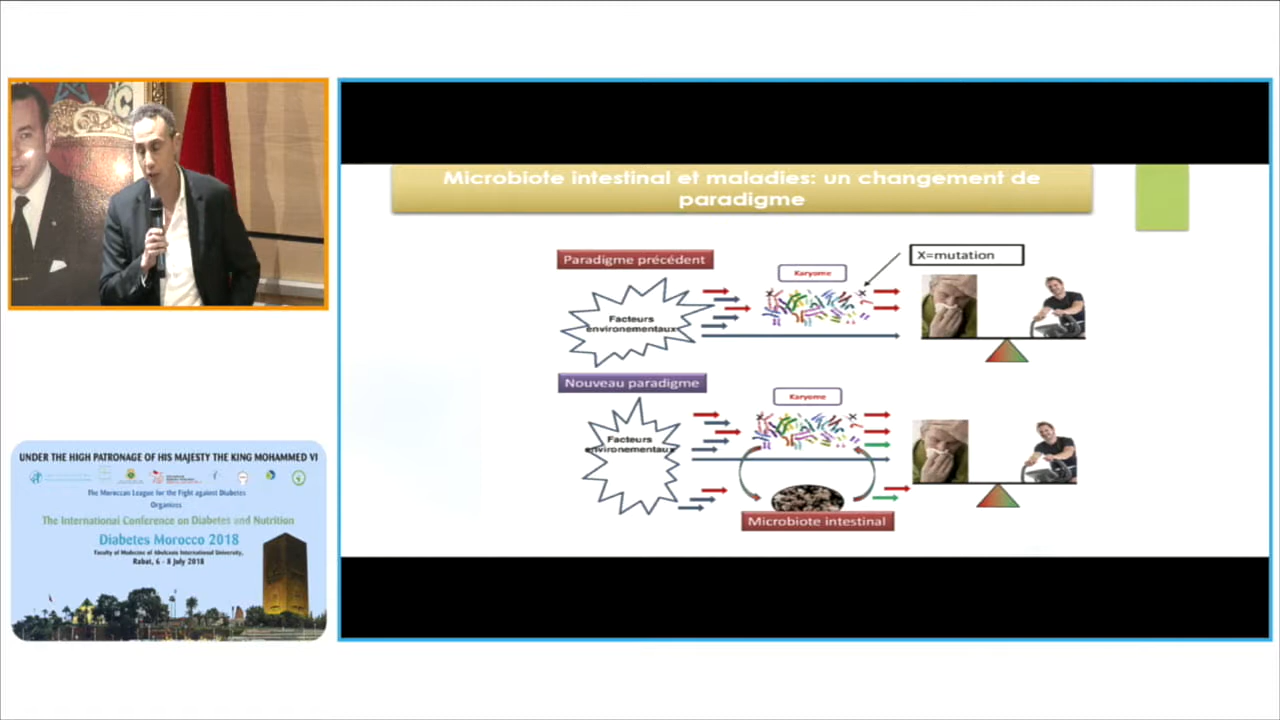 Microbiote intestinal et maladies: un changement de
paradigme
Paradigme précédent
X=mutation
Karyome
Facteurs
environementaux
Nouveau paradigme
Karyome
Facteurs
environementaux
Microbiote intestinal
UNDER THE HIGH PATRONAGE OF HIS MAJESTY THE KING MOHAMMED VI
The Moroccan League for the Fight against Diabetes
Organizes
The International Conference on Diabetes and Nutrition
Diabetes Morocco 2018
Faculty of Medicine of Abulcasis International University,
Rabat, 6 - 8 July 2018